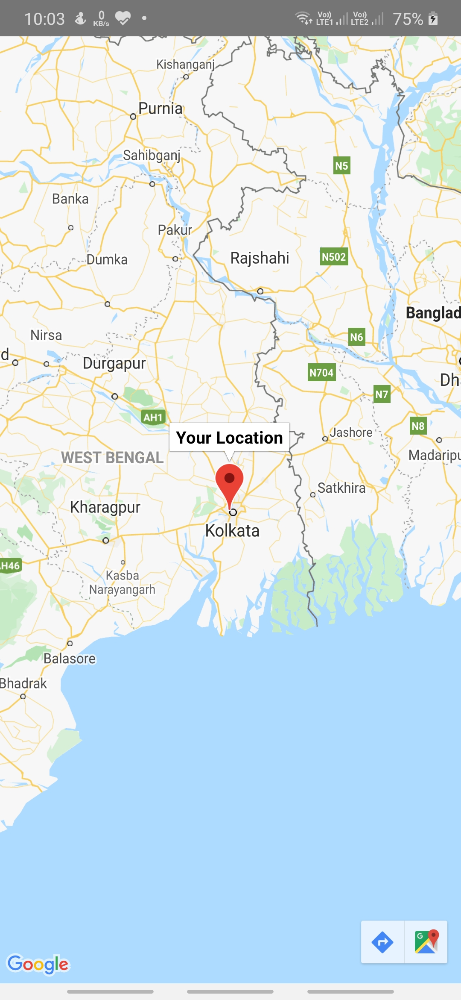 10:03
0
KB/s
Vo))
LTE1
Vo))
LTE2
75%
Kishanganj
Purnia
Sahibganj
N5
Banka
Pakur
Rajshahi
N502
Dumka
Banglad
Nirsa
N6
d
Durgapur
N704
Dha
N7
AH1
N8
Your Location
Jashore
Madaripu
WEST BENGAL
Satkhira
Kharagpur
Kolkata
AH46
Kasba
Narayangarh
Balasore
Bhadrak
G
Google